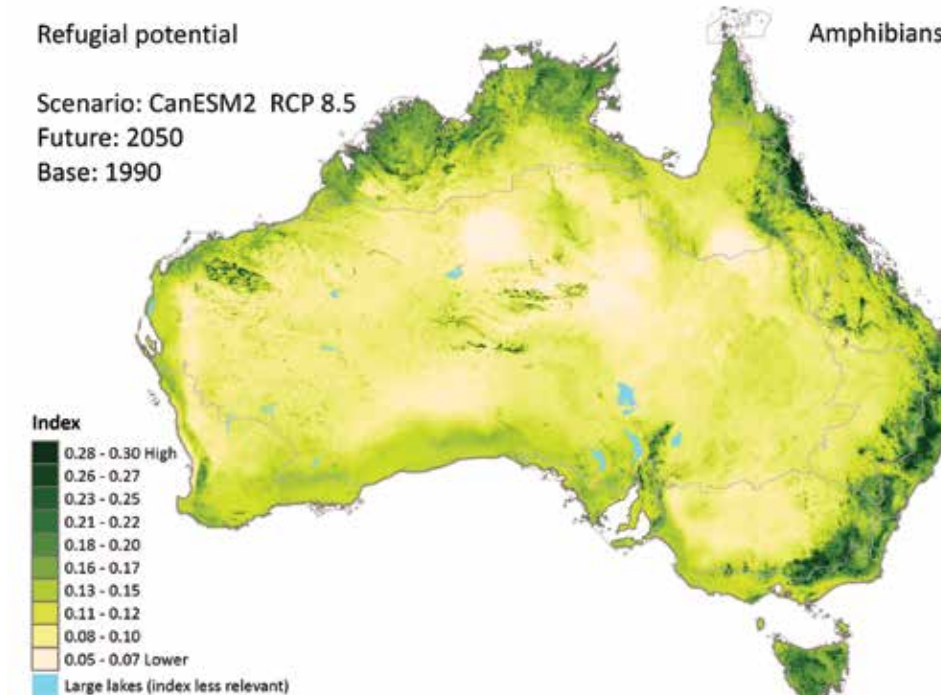 Refugial potential
Amphibians
Scenario: CanESM2 RCP 8.5
Future: 2050
Base: 1990
Index
0.28 - 0.30 High
0.26 - 0.27
0.23 - 0.25
0.21 - 0.22
0.18 - 0.20
0.16 - 0.17
0.13 - 0.15
0.11 - 0.12
0.08 - 0.10
0.05 - 0.07 Lower
Large lakes (index less relevant)